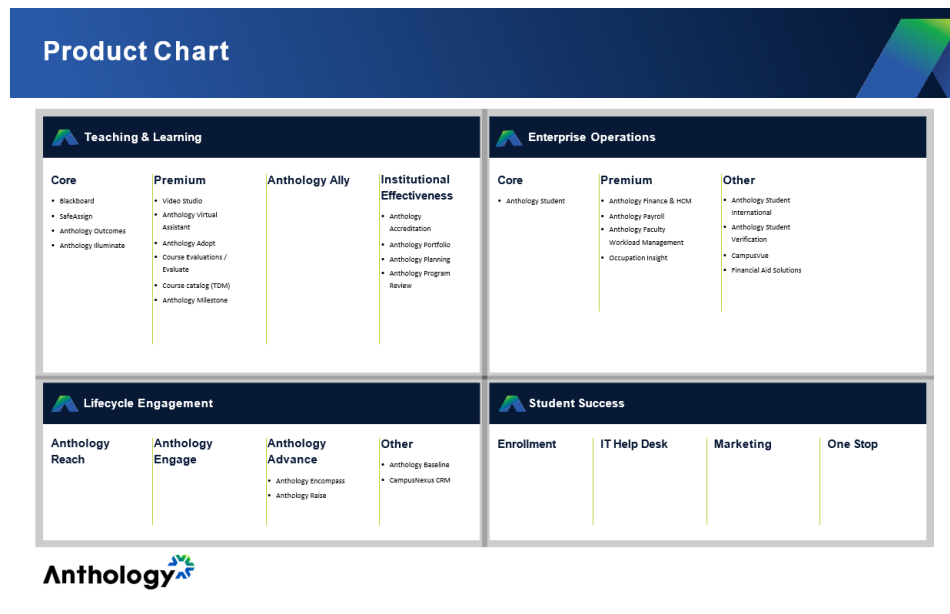 Product Chart
Teaching & Learning
Core
• Blackboard
• SafeAssign
• Anthology Outcomes
• Anthology Illuminate
Premium
• Video Studio
• Anthology Virtual
Assistant
• Anthology Adopt
• Course Evaluations /
Evaluate
• Course catalog (TDM)
• Anthology Milestone
Anthology Ally
Institutional
Effectiveness
• Anthology
Accreditation
• Anthology Portfolio
• Anthology Planning
• Anthology Program
Review
Enterprise Operations
Core
• Anthology Student
Premium
• Anthology Finance & HCM
• Anthology Payroll
• Anthology Faculty
Workload Management
• Occupation Insight
Other
• Anthology Student
International
• Anthology Student
Verification
• CampusVue
• Financial Aid Solutions
Lifecycle Engagement
Anthology
Reach
Anthology
Engage
Anthology
Advance
• Anthology Encompass
• Anthology Raise
Other
• Anthology Baseline
• CampusNexus CRM
Student Success
Enrollment
IT Help Desk
Marketing
One Stop
Anthology